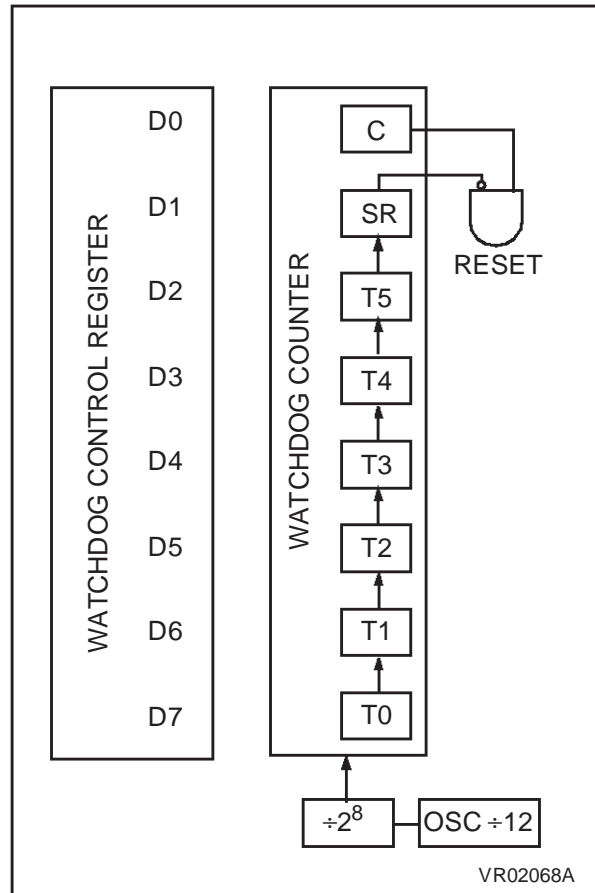 WATCHDOG CONTROL REGISTER
D0
D1
D2
D3
D4
D5
D6
D7
WATCHDOG COUNTER
C
SR
T5
T4
T3
T2
T1
T0
RESET
÷2⁸
OSC ÷12
VR02068A